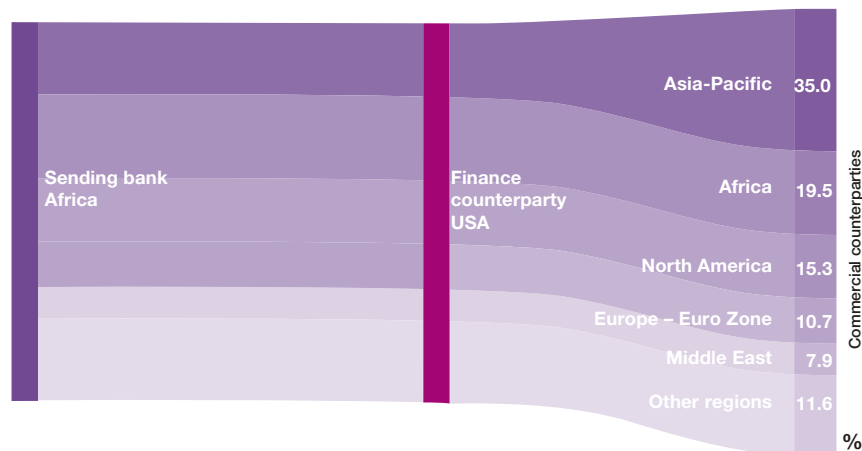 Sending bank
Africa
Finance
counterparty
USA
Asia-Pacific 35.0
Africa 19.5
North America 15.3
Europe – Euro Zone 10.7
Middle East 7.9
Other regions 11.6
Commercial counterparties
%